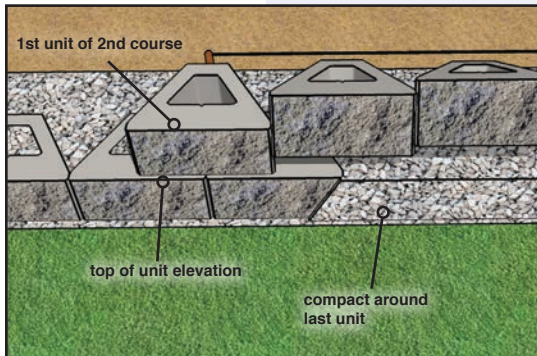 1st unit of 2nd course
top of unit elevation
compact around
last unit